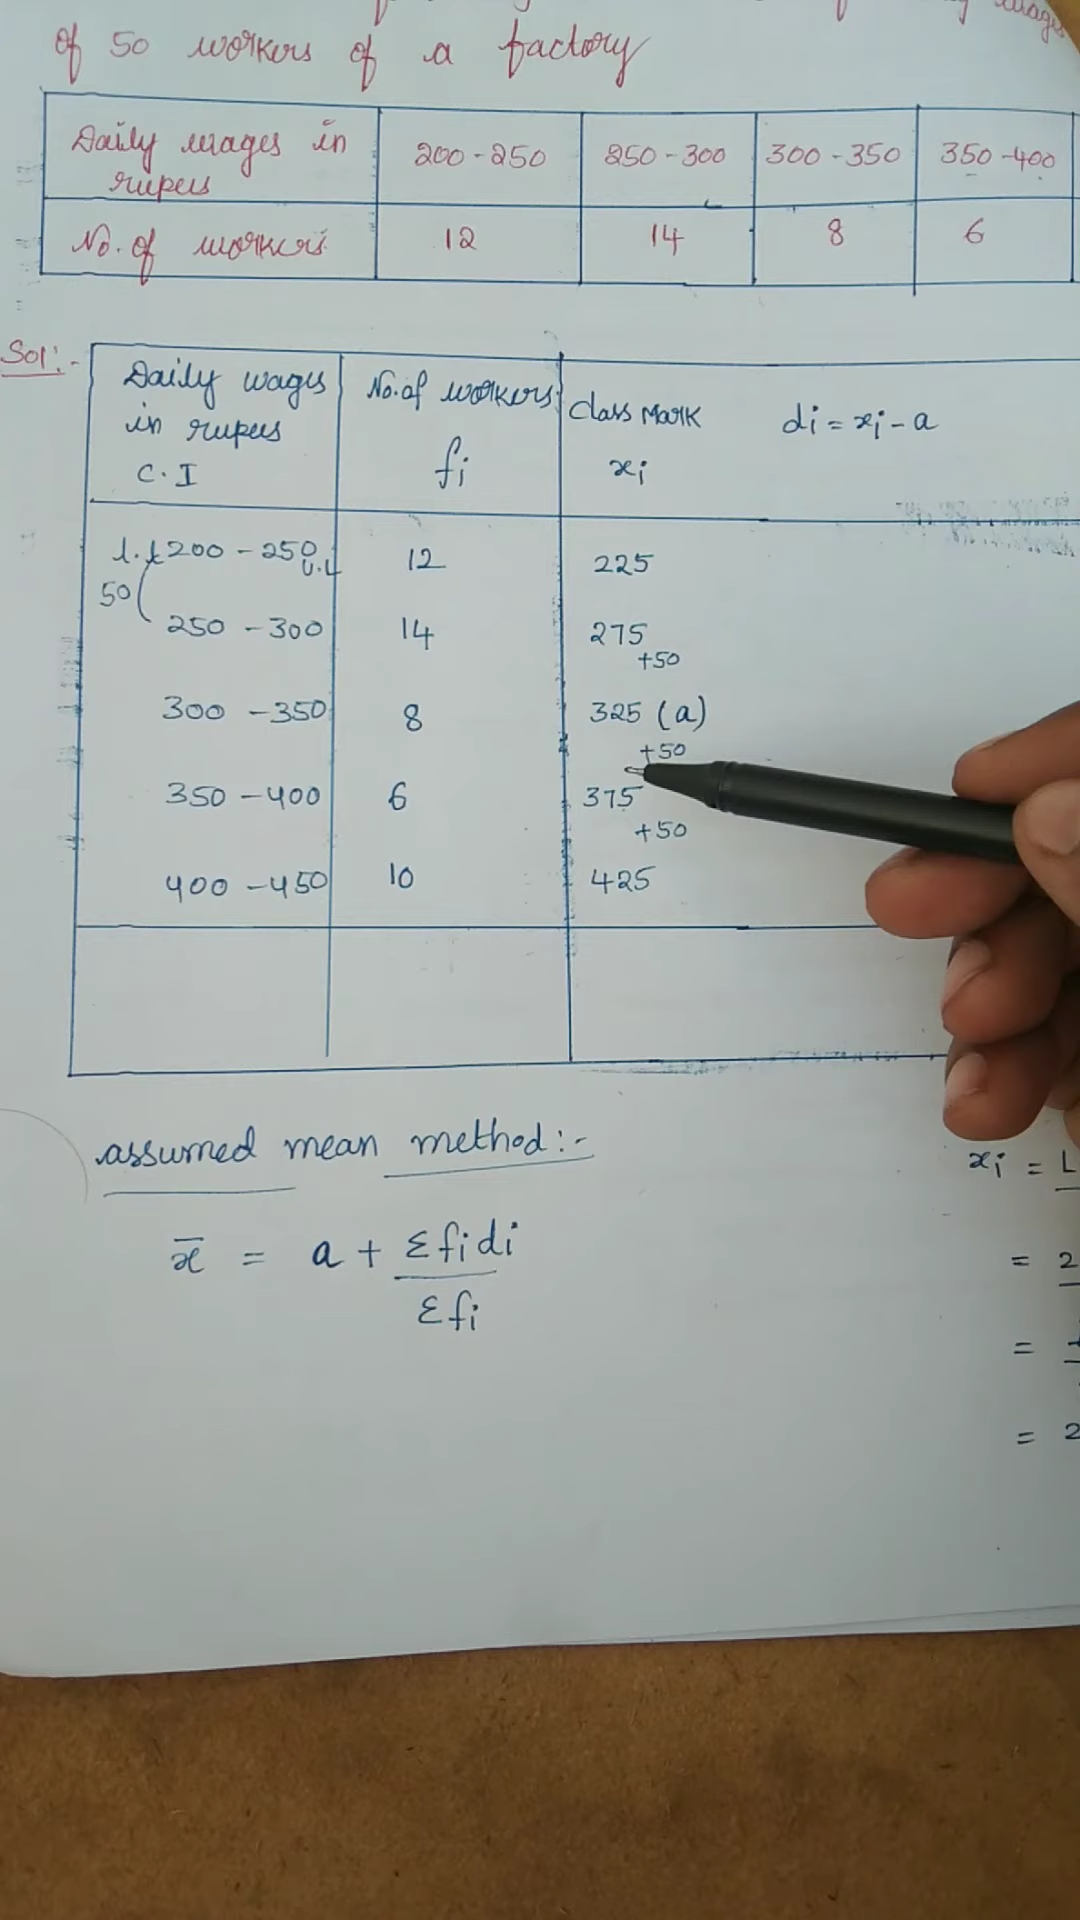 wages
of 50 workers of a factory
Daily wages in rupees 200-250 250-300 300-350 350-400
No. of workers 12 14 8 6
Sol:-
Daily wages in rupees C.I No. of workers fi Class Mark xi di = xi - a
l.l 200 - 250 u.l 12 225
50
250 - 300 14 275
+50
300 - 350 8 325 (a)
+50
350 - 400 6 375
+50
400 - 450 10 425
assumed mean method:-
x̄ = a + Σfidi / Σfi
xi = L
= 2
=
= 2